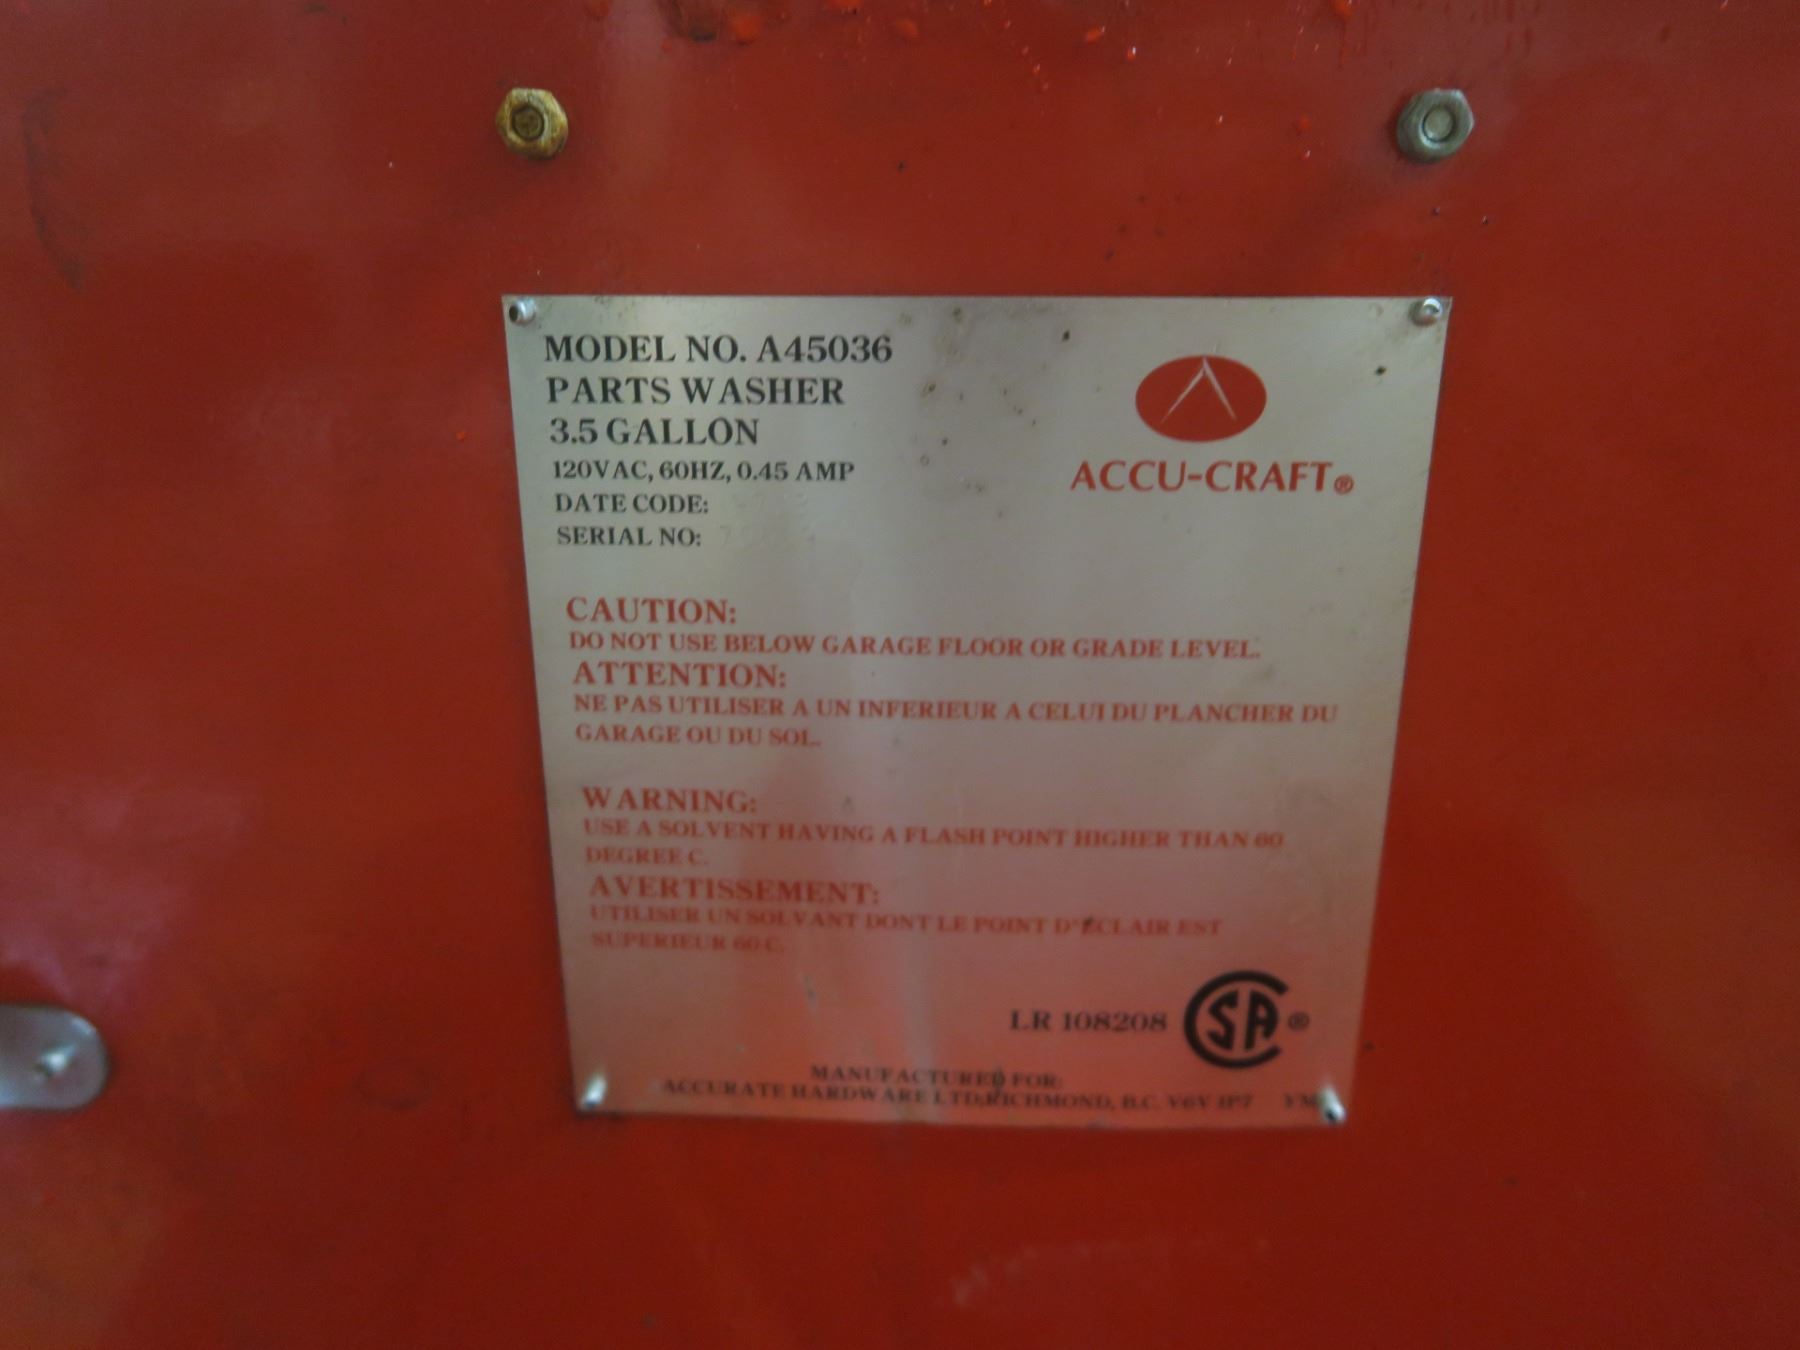 MODEL NO. A45036
PARTS WASHER
3.5 GALLON
120VAC, 60HZ, 0.45 AMP
DATE CODE:
SERIAL NO:
ACCU-CRAFT®
CAUTION:
DO NOT USE BELOW GARAGE FLOOR OR GRADE LEVEL.
ATTENTION:
NE PAS UTILISER A UN INFERIEUR A CELUI DU PLANCHER DU
GARAGE OU DU SOL.
WARNING:
USE A SOLVENT HAVING A FLASH POINT HIGHER THAN 60
DEGREE C.
AVERTISSEMENT:
UTILISER UN SOLVANT DONT LE POINT D'ECLAIR EST
SUPERIEUR 60 C.
LR 108208 CSA ®
MANUFACTURED FOR:
ACCURATE HARDWARE LTD,RICHMOND, B.C. V6V 1P7